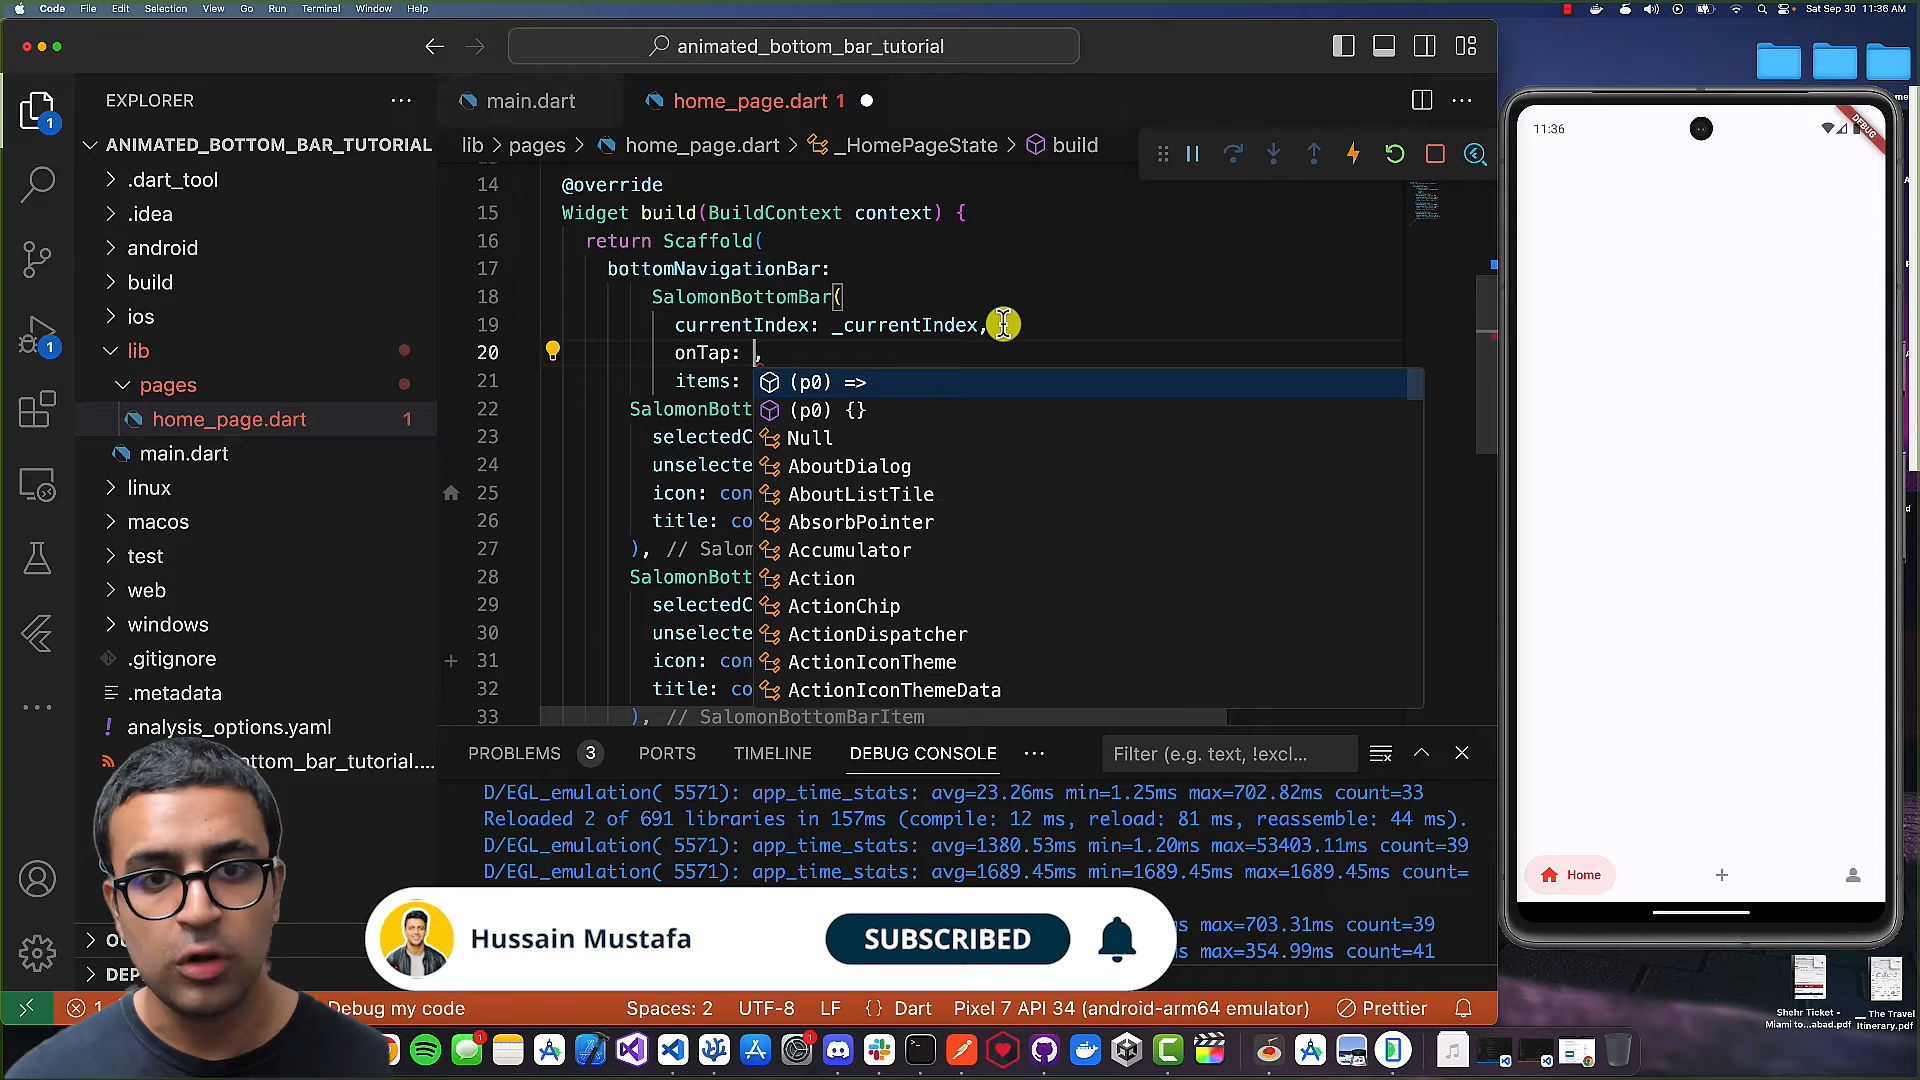 Code File Edit Selection View Go Run Terminal Window Help
Sat Sep 30 11:36 AM
animated_bottom_bar_tutorial
EXPLORER
main.dart
home_page.dart 1
lib > pages > home_page.dart > _HomePageState > build
1
ANIMATED_BOTTOM_BAR_TUTORIAL
.dart_tool
.idea
android
build
ios
1
lib
pages
home_page.dart 1
main.dart
linux
macos
test
web
windows
.gitignore
.metadata
! analysis_options.yaml
ottom_bar_tutorial....
14 @override
15 Widget build(BuildContext context) {
16 return Scaffold(
17 bottomNavigationBar:
18 SalomonBottomBar(
19 currentIndex: _currentIndex,
20 onTap: ,
21 items:
22 SalomonBott
23 selectedC
24 unselecte
25 icon: con
26 title: co
27 ), // Salom
28 SalomonBott
29 selectedC
30 unselecte
31 icon: con
32 title: co
33 ), // SalomonBottomBarItem
(p0) =>
(p0) {}
Null
AboutDialog
AboutListTile
AbsorbPointer
Accumulator
Action
ActionChip
ActionDispatcher
ActionIconTheme
ActionIconThemeData
PROBLEMS 3 PORTS TIMELINE DEBUG CONSOLE
Filter (e.g. text, !excl...
D/EGL_emulation( 5571): app_time_stats: avg=23.26ms min=1.25ms max=702.82ms count=33
Reloaded 2 of 691 libraries in 157ms (compile: 12 ms, reload: 81 ms, reassemble: 44 ms).
D/EGL_emulation( 5571): app_time_stats: avg=1380.53ms min=1.20ms max=53403.11ms count=39
D/EGL_emulation( 5571): app_time_stats: avg=1689.45ms min=1689.45ms max=1689.45ms count=
s max=703.31ms count=39
s max=354.99ms count=41
Hussain Mustafa
SUBSCRIBED
OU
DEP
1
Debug my code
Spaces: 2 UTF-8 LF {} Dart Pixel 7 API 34 (android-arm64 emulator) Prettier
11:36
DEBUG
Home
Shehr Ticket -
Miami to...abad.pdf
__ The Travel
Itinerary.pdf
1
1